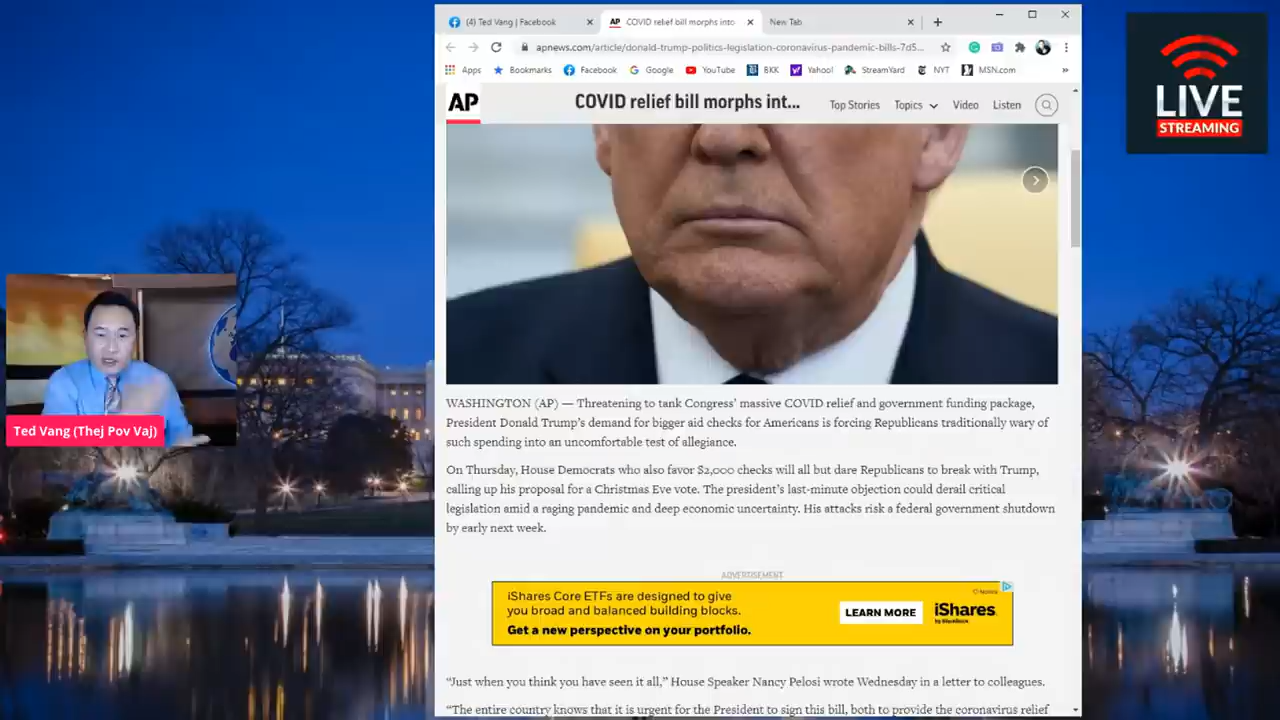 (4) Ted Vang | Facebook
COVID relief bill morphs into
New Tab
apnews.com/article/donald-trump-politics-legislation-coronavirus-pandemic-bills-7d5...
Apps
Bookmarks
Facebook
Google
YouTube
BKK
Yahoo!
StreamYard
NYT
MSN.com
AP
COVID relief bill morphs int...
Top Stories
Topics
Video
Listen
LIVE
STREAMING
Ted Vang (Thej Pov Vaj)
WASHINGTON (AP) — Threatening to tank Congress' massive COVID relief and government funding package,
President Donald Trump's demand for bigger aid checks for Americans is forcing Republicans traditionally wary of
such spending into an uncomfortable test of allegiance.
On Thursday, House Democrats who also favor $2,000 checks will all but dare Republicans to break with Trump,
calling up his proposal for a Christmas Eve vote. The president's last-minute objection could derail critical
legislation amid a raging pandemic and deep economic uncertainty. His attacks risk a federal government shutdown
by early next week.
ADVERTISEMENT
iShares Core ETFs are designed to give
you broad and balanced building blocks.
Get a new perspective on your portfolio.
LEARN MORE
iShares
by BlackRock
"Just when you think you have seen it all," House Speaker Nancy Pelosi wrote Wednesday in a letter to colleagues.
"The entire country knows that it is urgent for the President to sign this bill, both to provide the coronavirus relief